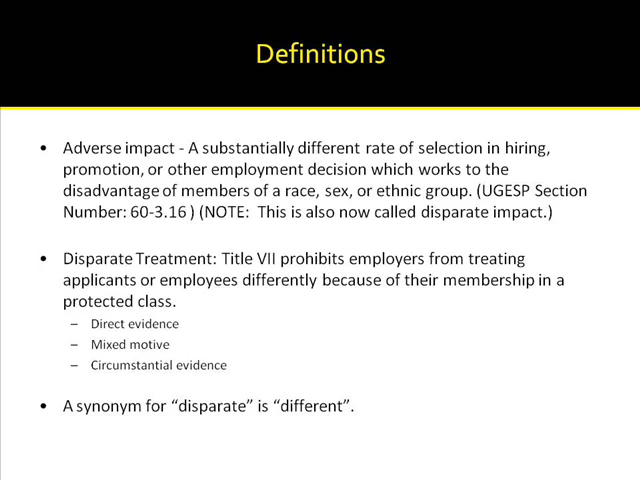 Definitions
• Adverse impact - A substantially different rate of selection in hiring,
promotion, or other employment decision which works to the
disadvantage of members of a race, sex, or ethnic group. (UGESP Section
Number: 60-3.16 ) (NOTE:  This is also now called disparate impact.)
• Disparate Treatment: Title VII prohibits employers from treating
applicants or employees differently because of their membership in a
protected class.
– Direct evidence
– Mixed motive
– Circumstantial evidence
• A synonym for “disparate” is “different”.